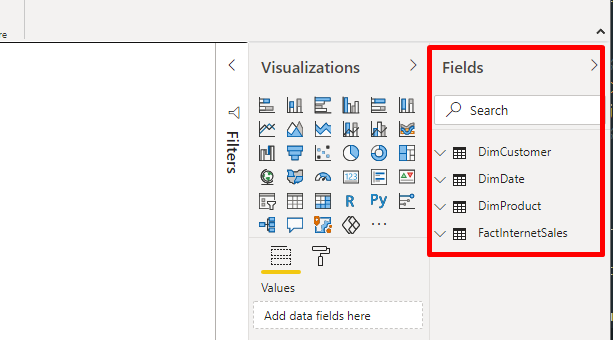 re
Filters
Visualizations
123
R
Py
Values
Add data fields here
Fields
Search
DimCustomer
DimDate
DimProduct
FactInternetSales